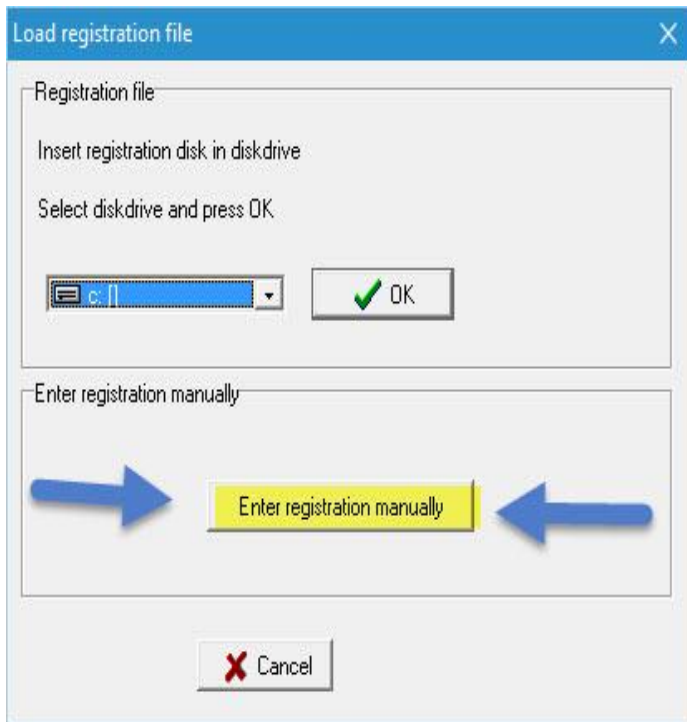 Load registration file
Registration file
Insert registration disk in diskdrive
Select diskdrive and press OK
c: []
OK
Enter registration manually
Enter registration manually
Cancel